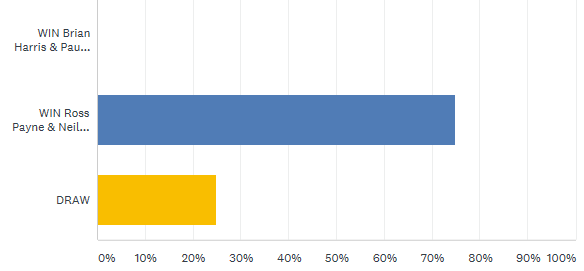 WIN Brian
Harris & Pau...
WIN Ross
Payne & Neil...
DRAW
0% 10% 20% 30% 40% 50% 60% 70% 80% 90% 100%